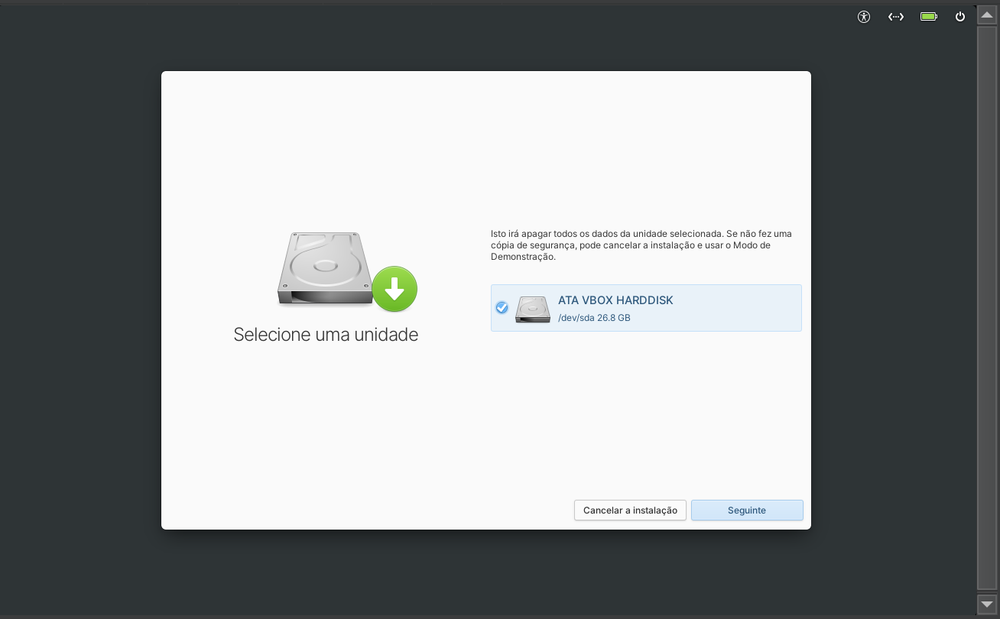 Selecione uma unidade
Isto irá apagar todos os dados da unidade selecionada. Se não fez uma
cópia de segurança, pode cancelar a instalação e usar o Modo de
Demonstração.
ATA VBOX HARDDISK
/dev/sda 26.8 GB
Cancelar a instalação
Seguinte